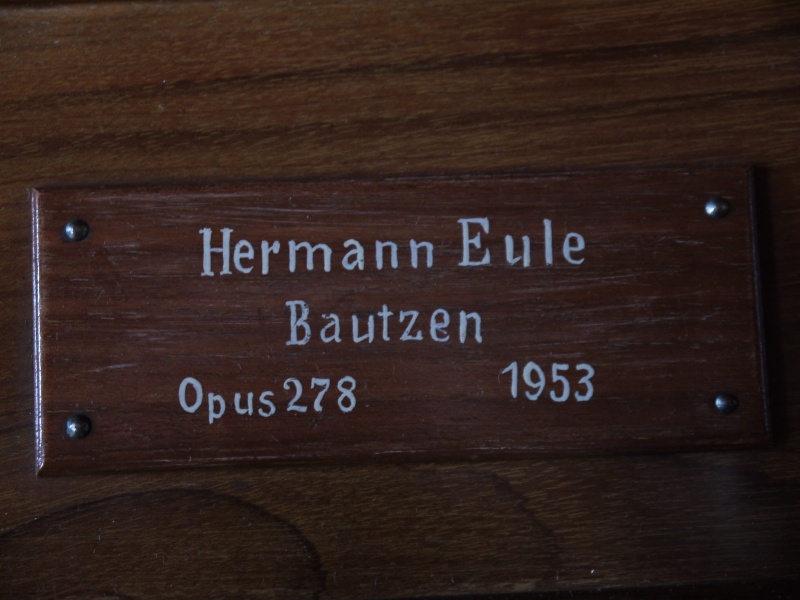 Hermann Eule
Bautzen
Opus 278 1953